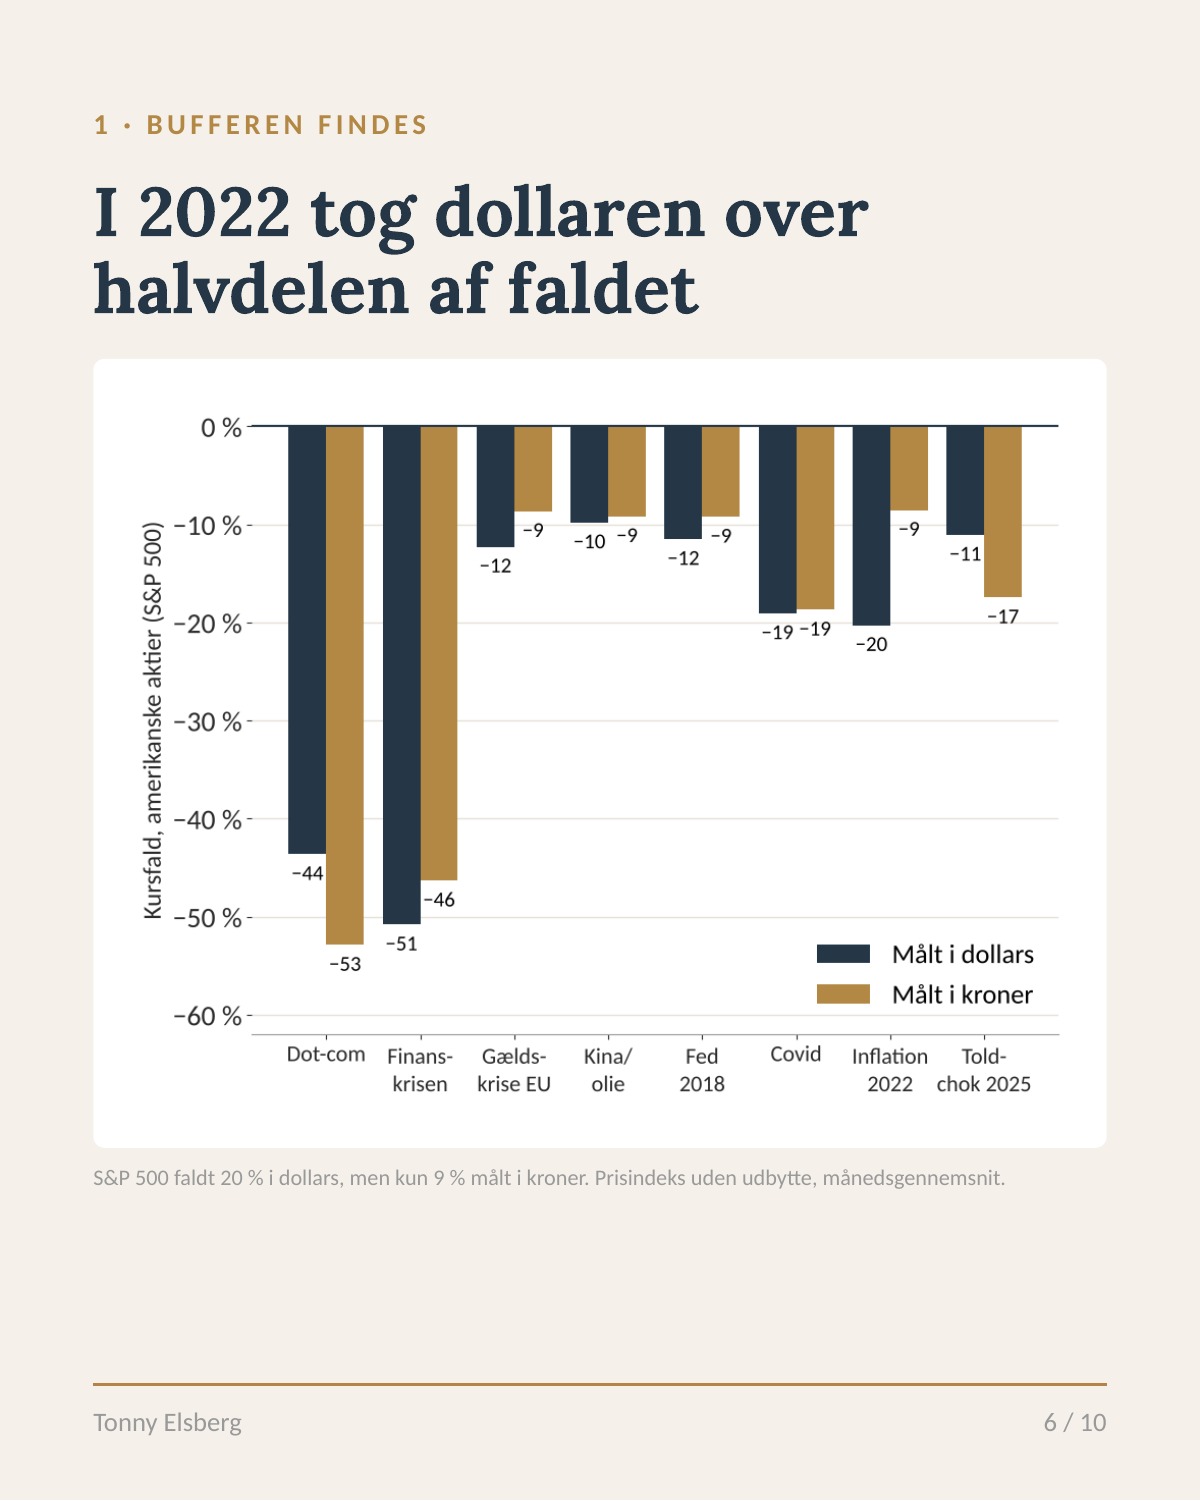 1 · BUFFEREN FINDES
I 2022 tog dollaren over
halvdelen af faldet
Kursfald, amerikanske aktier (S&P 500)
0 %
−10 %
−20 %
−30 %
−40 %
−50 %
−60 %
−44
−53
−51
−46
−12
−9
−10
−9
−12
−9
−19
−19
−20
−9
−11
−17
Målt i dollars
Målt i kroner
Dot-com
Finans-
krisen
Gælds-
krise EU
Kina/
olie
Fed
2018
Covid
Inflation
2022
Told-
chok 2025
S&P 500 faldt 20 % i dollars, men kun 9 % målt i kroner. Prisindeks uden udbytte, månedsgennemsnit.
Tonny Elsberg
6 / 10